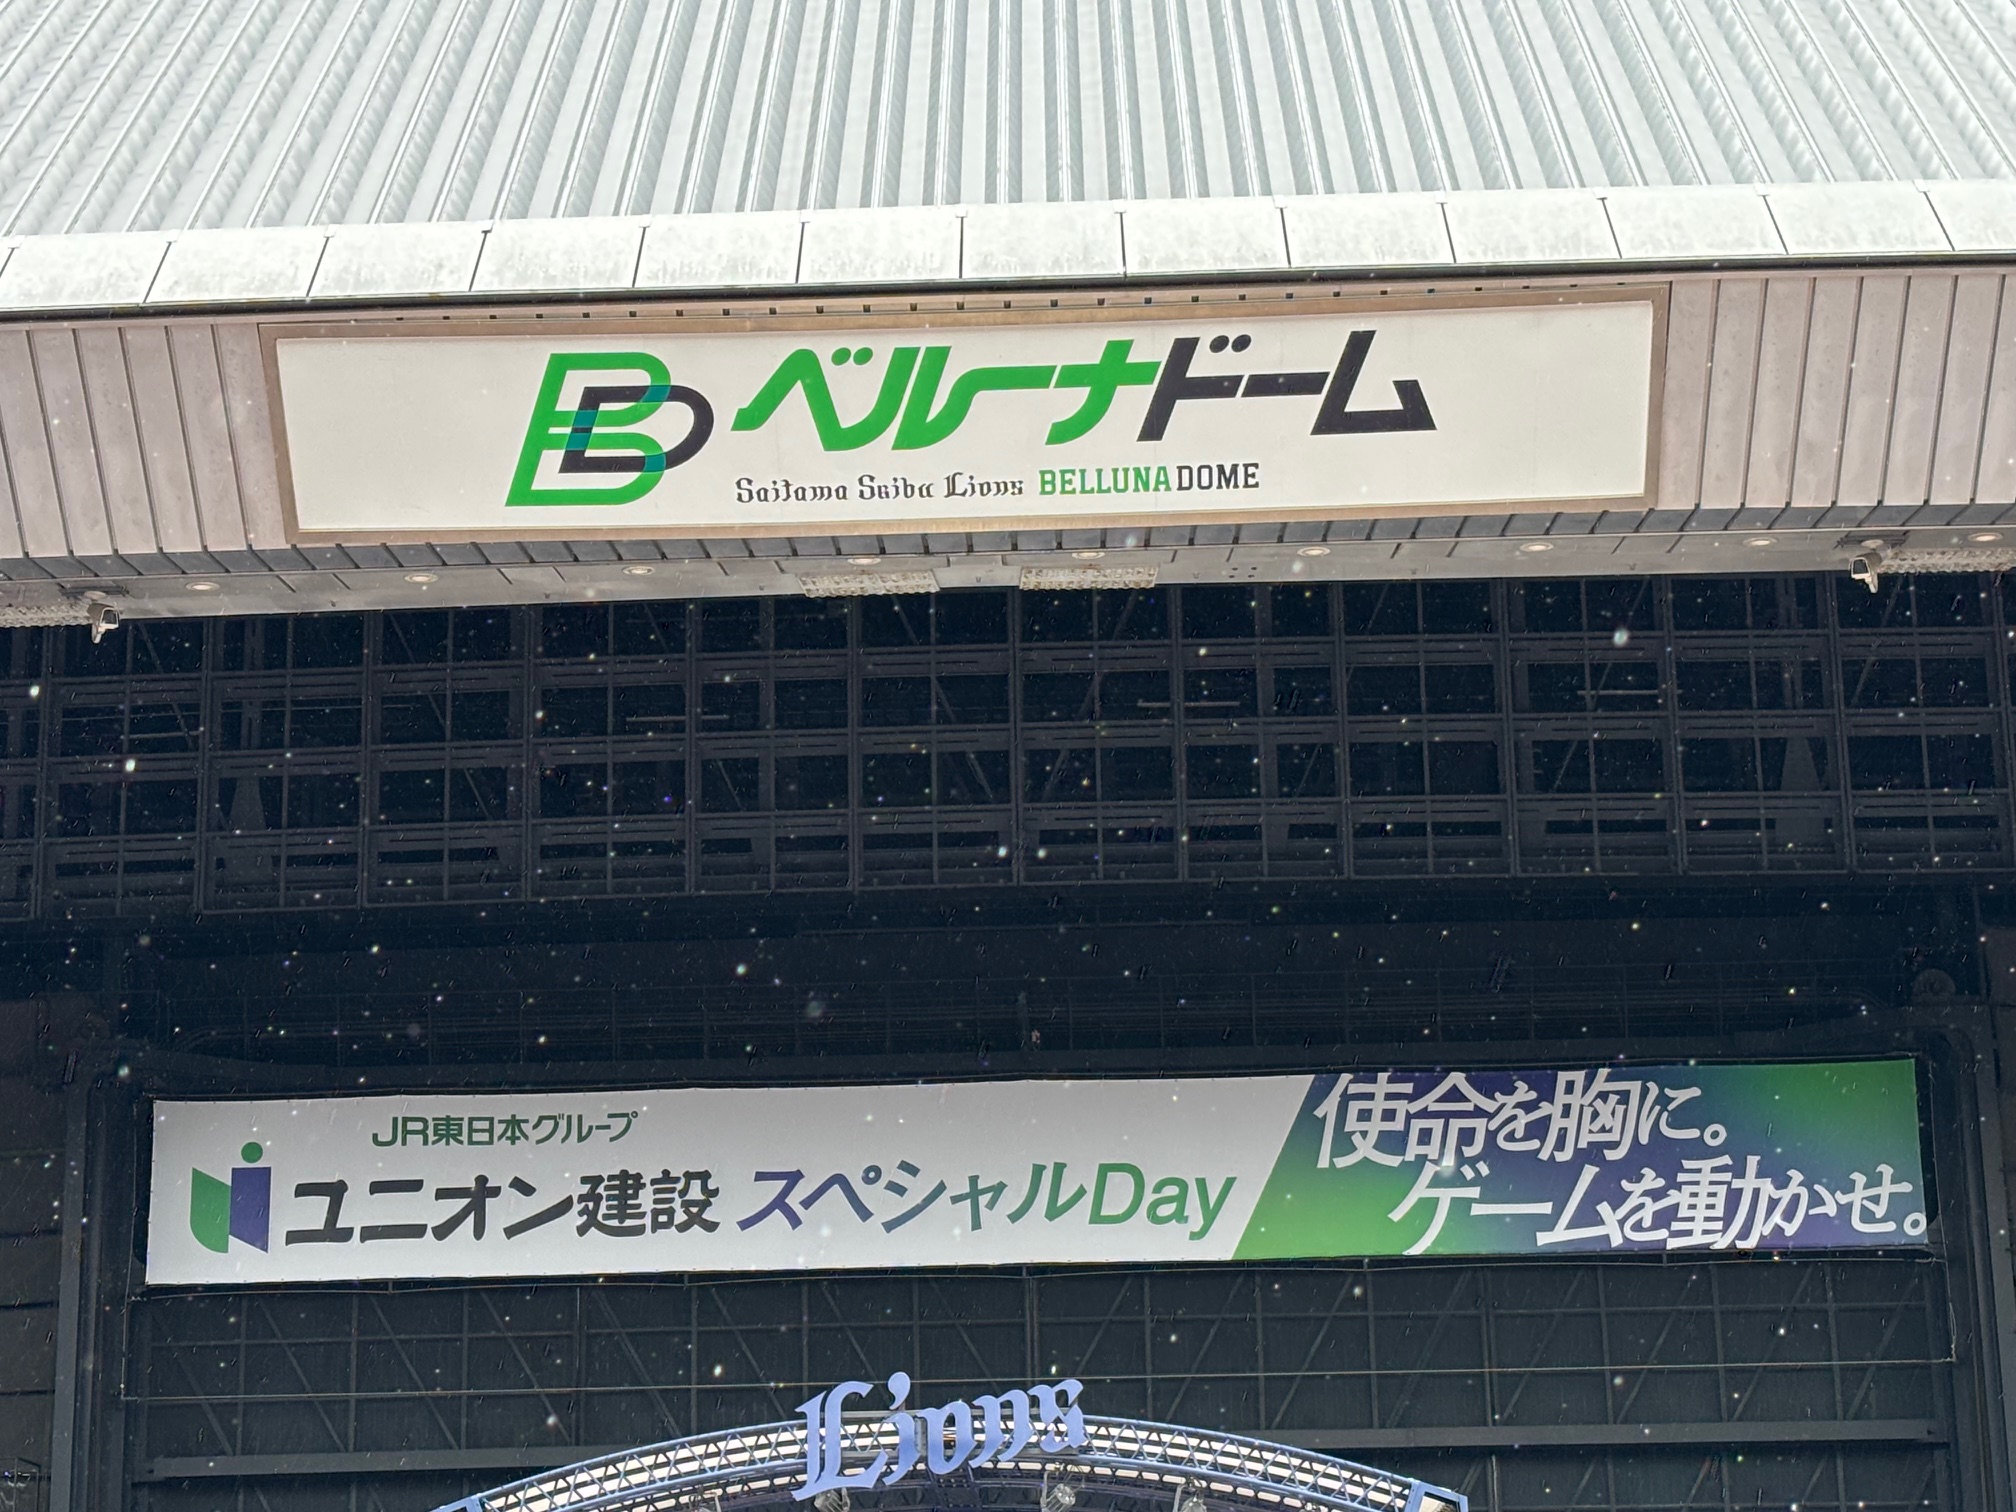 ベルーナドーム
Saitama Seibu Lions BELLUNA DOME
JR東日本グループ
ユニオン建設 スペシャルDay
使命を胸に。
ゲームを動かせ。
Lions